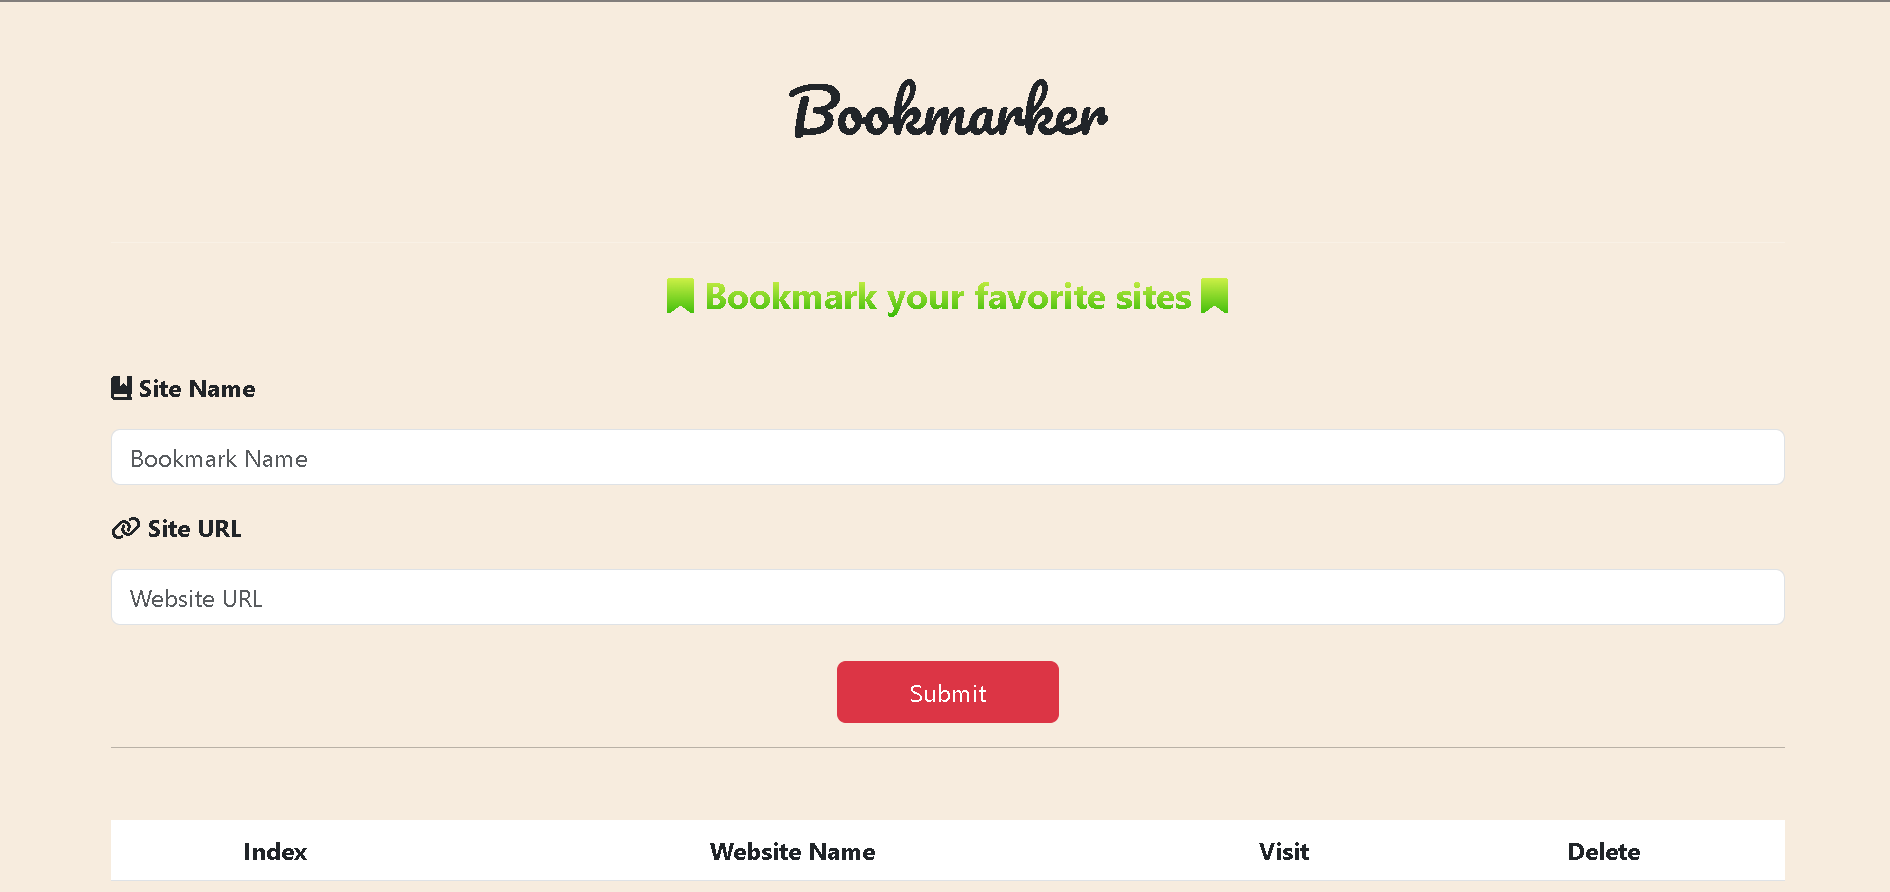 Bookmarker
Bookmark your favorite sites
Site Name
Bookmark Name
Site URL
Website URL
Submit
Index Website Name Visit Delete